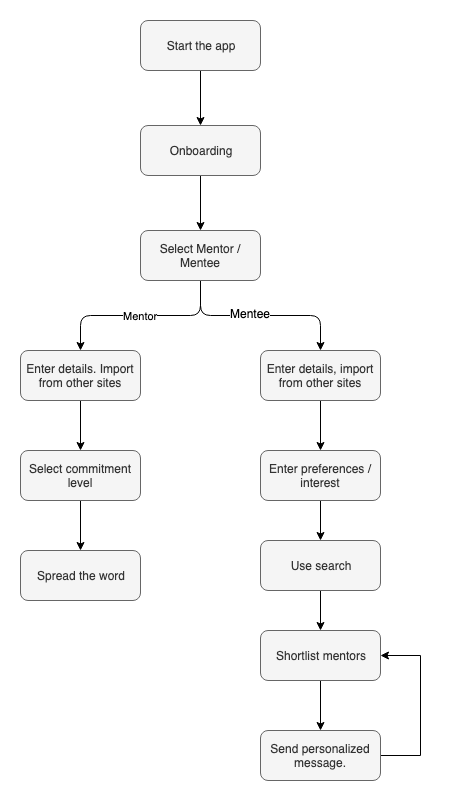 Start the app
Onboarding
Select Mentor /
Mentee
Mentor
Mentee
Enter details. Import
from other sites
Enter details, import
from other sites
Select commitment
level
Enter preferences /
interest
Spread the word
Use search
Shortlist mentors
Send personalized
message.